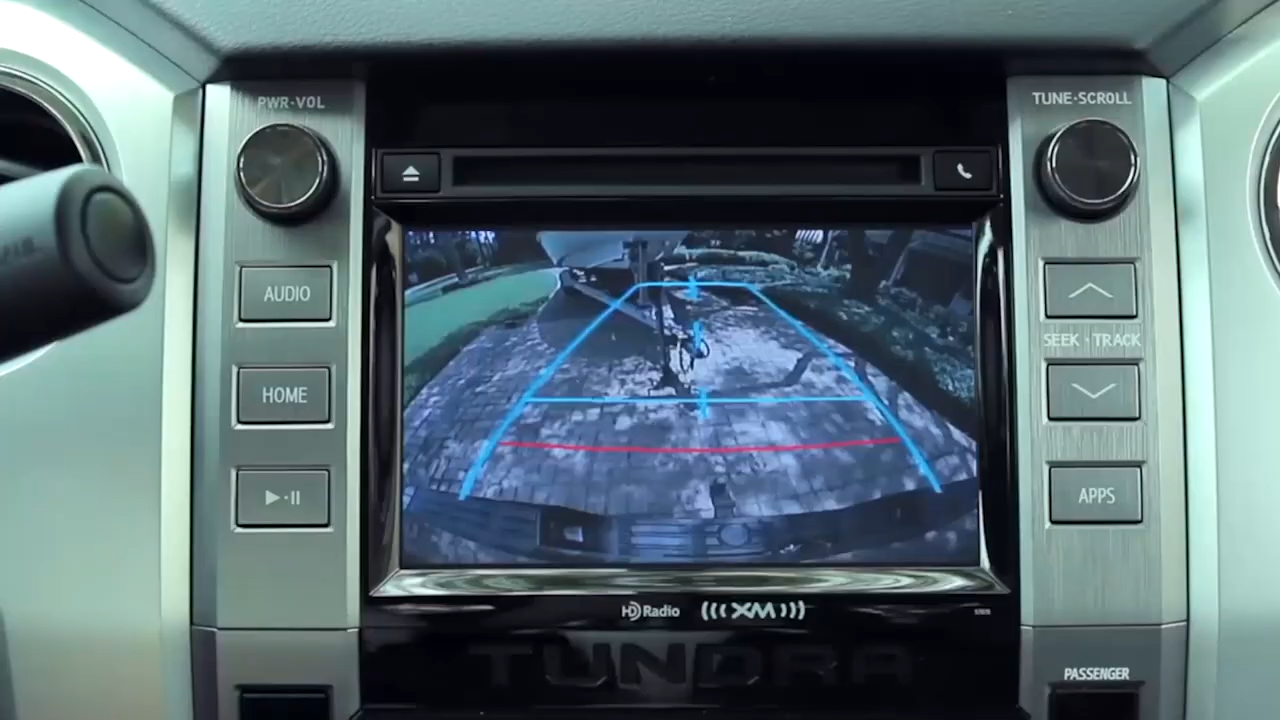 PWR·VOL
TUNE·SCROLL
AUDIO
SEEK · TRACK
HOME
APPS
HD Radio
XM
TUNDRA
PASSENGER